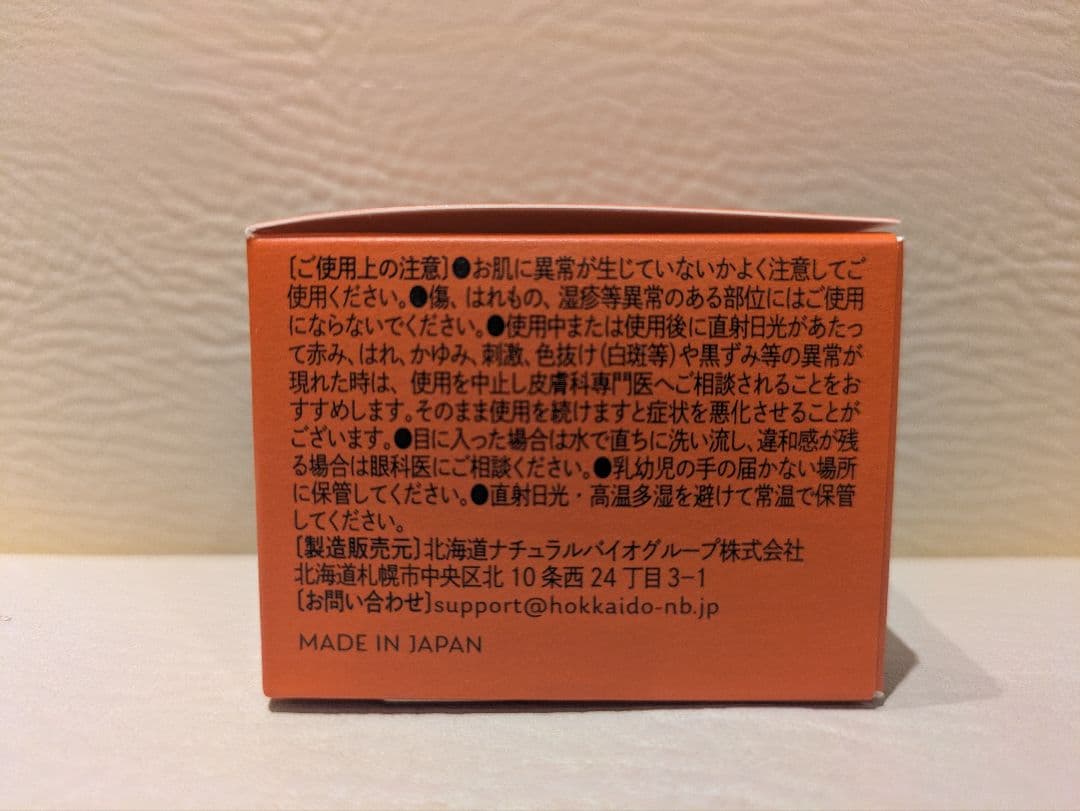 [ご使用上の注意]●お肌に異常が生じていないかよく注意してご
使用ください。●傷、はれもの、湿疹等異常のある部位にはご使用
にならないでください。●使用中または使用後に直射日光があたっ
て赤み、はれ、かゆみ、刺激、色抜け(白斑等)や黒ずみ等の異常が
現れた時は、使用を中止し皮膚科専門医へご相談されることをお
すすめします。そのまま使用を続けますと症状を悪化させることが
ございます。●目に入った場合は水で直ちに洗い流し、違和感が残
る場合は眼科医にご相談ください。●乳幼児の手の届かない場所
に保管してください。●直射日光・高温多湿を避けて常温で保管
してください。
[製造販売元]北海道ナチュラルバイオグループ株式会社
北海道札幌市中央区北10条西24丁目3-1
[お問い合わせ]support@hokkaido-nb.jp
MADE IN JAPAN